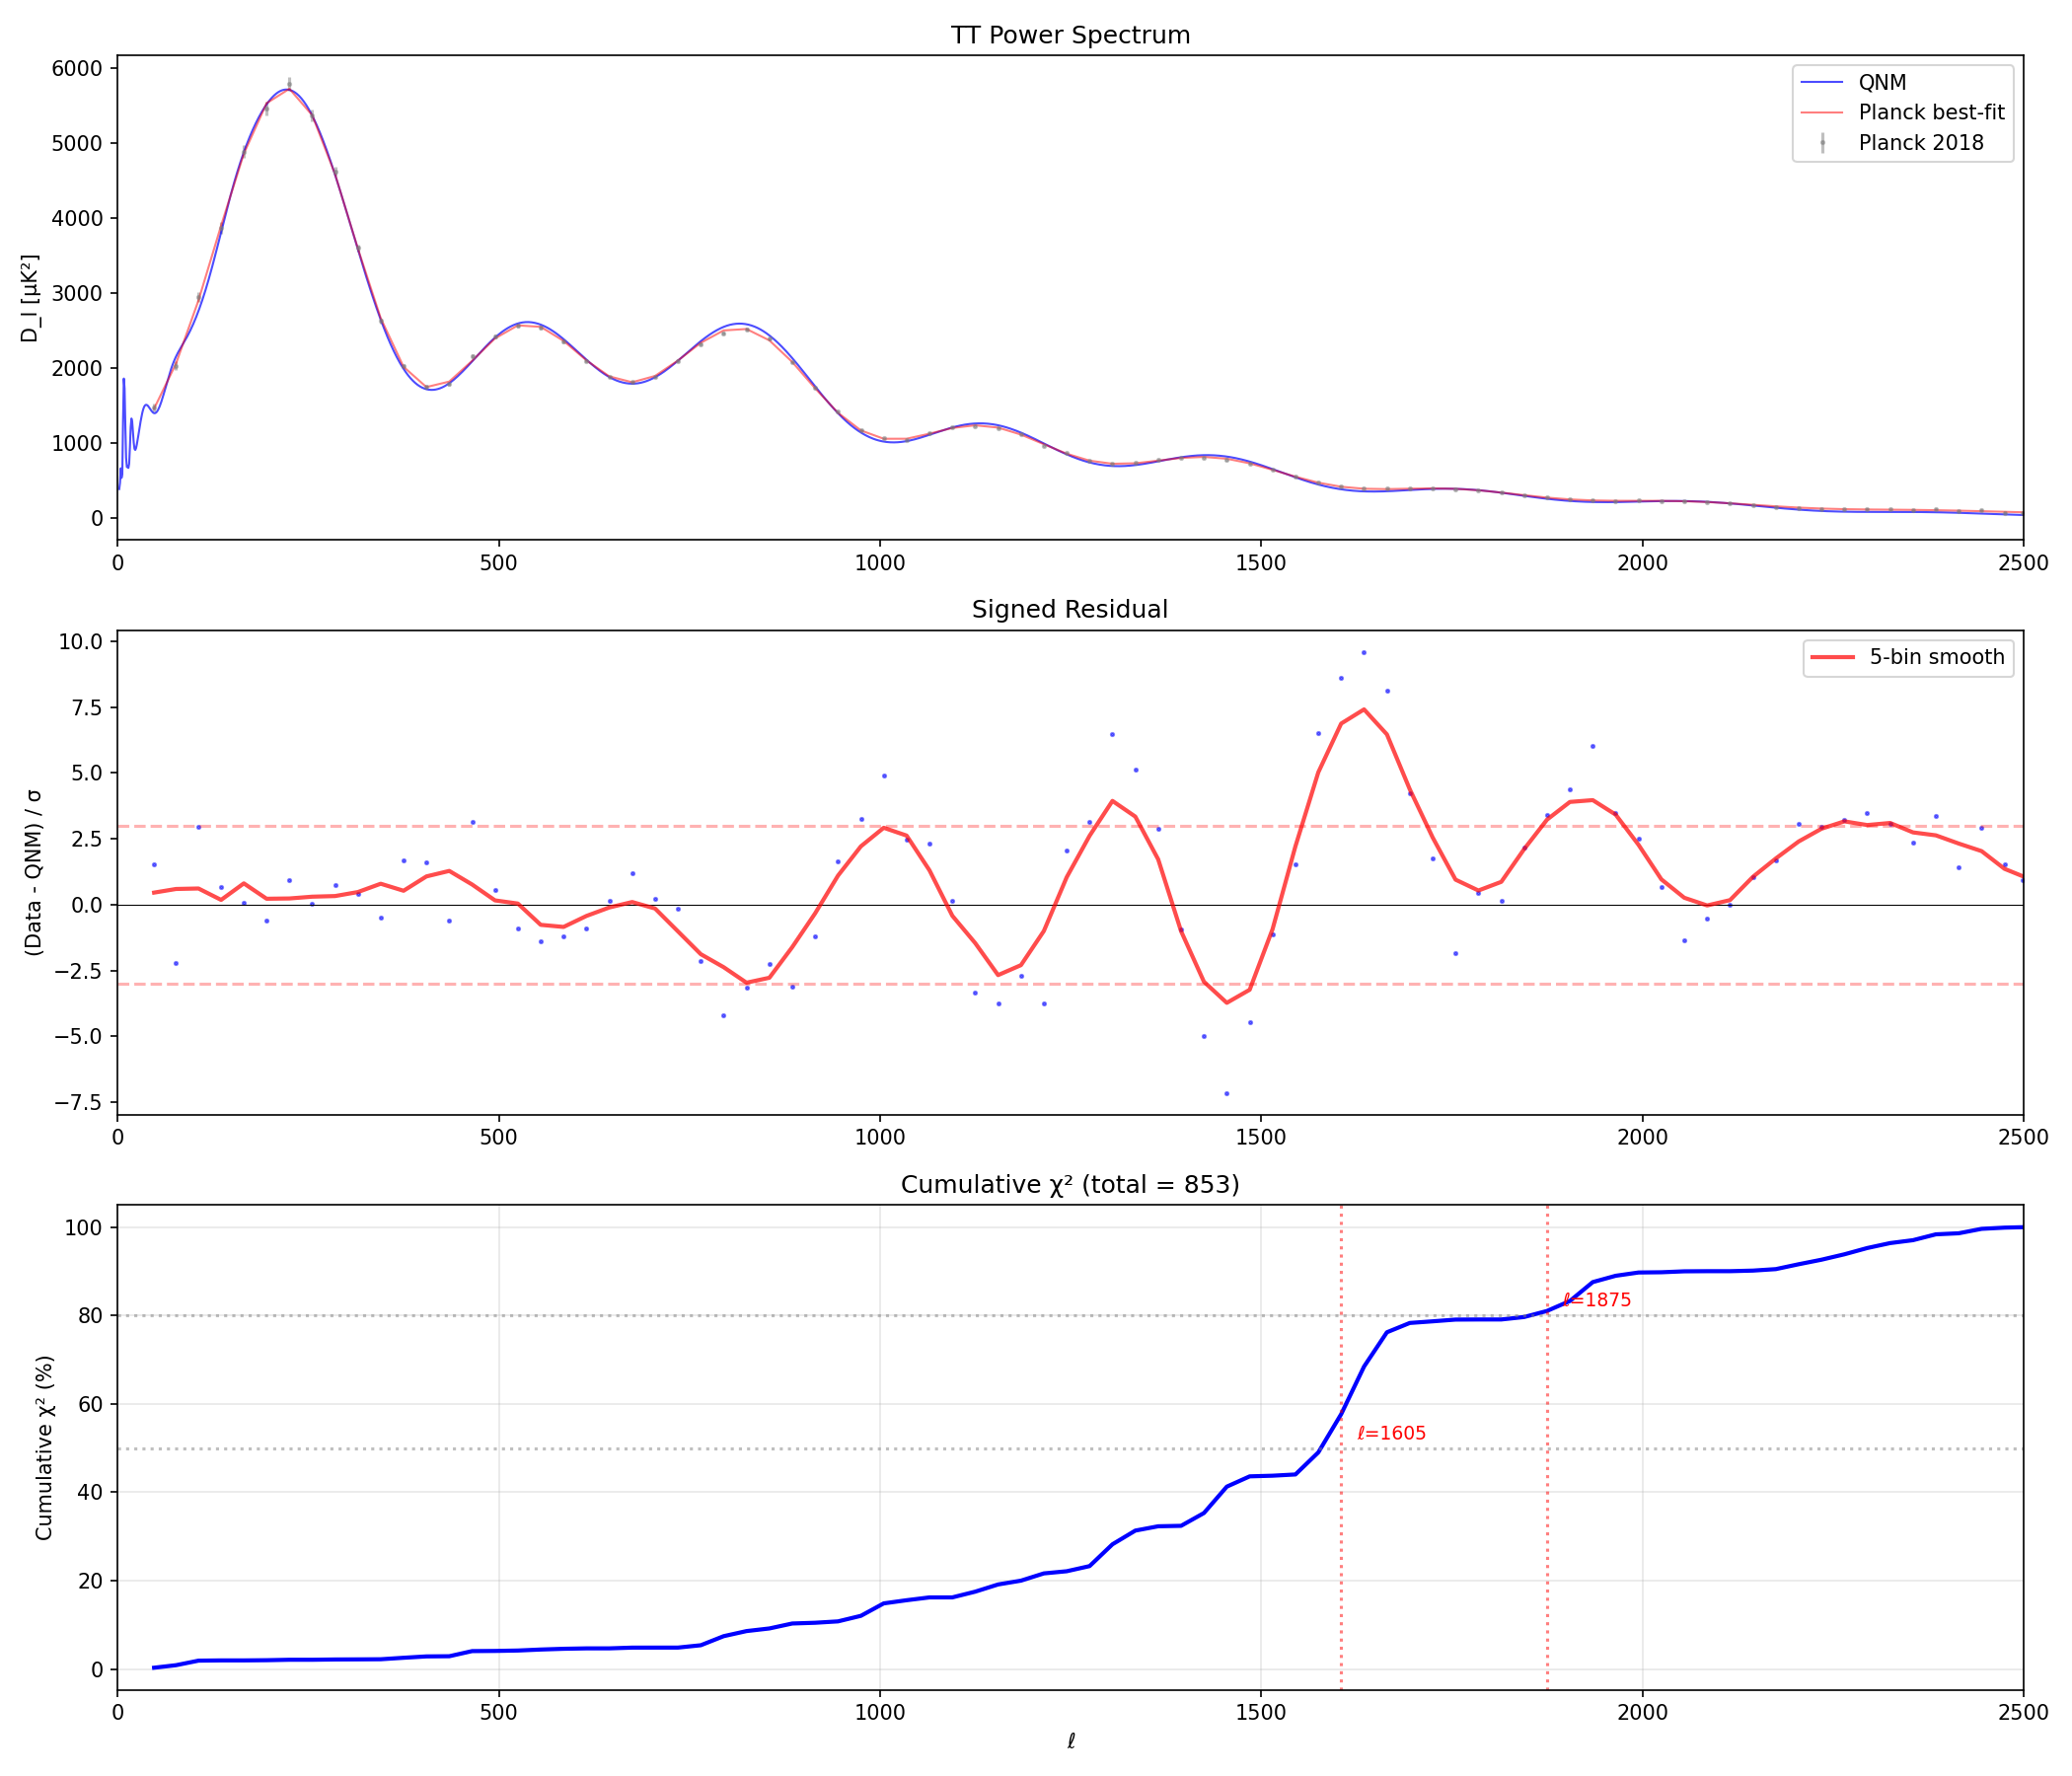 TT Power Spectrum
D_l [μK²]
6000
5000
4000
3000
2000
1000
0
QNM
Planck best-fit
Planck 2018
0 500 1000 1500 2000 2500
Signed Residual
(Data - QNM) / σ
10.0
7.5
5.0
2.5
0.0
−2.5
−5.0
−7.5
5-bin smooth
0 500 1000 1500 2000 2500
Cumulative χ² (total = 853)
Cumulative χ² (%)
100
80
60
40
20
0
ℓ=1875
ℓ=1605
0 500 1000 1500 2000 2500
ℓ